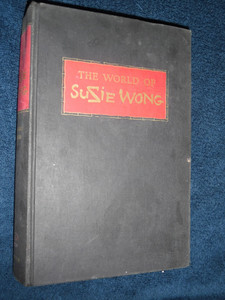 THE WORLD OF
SUZIE WONG